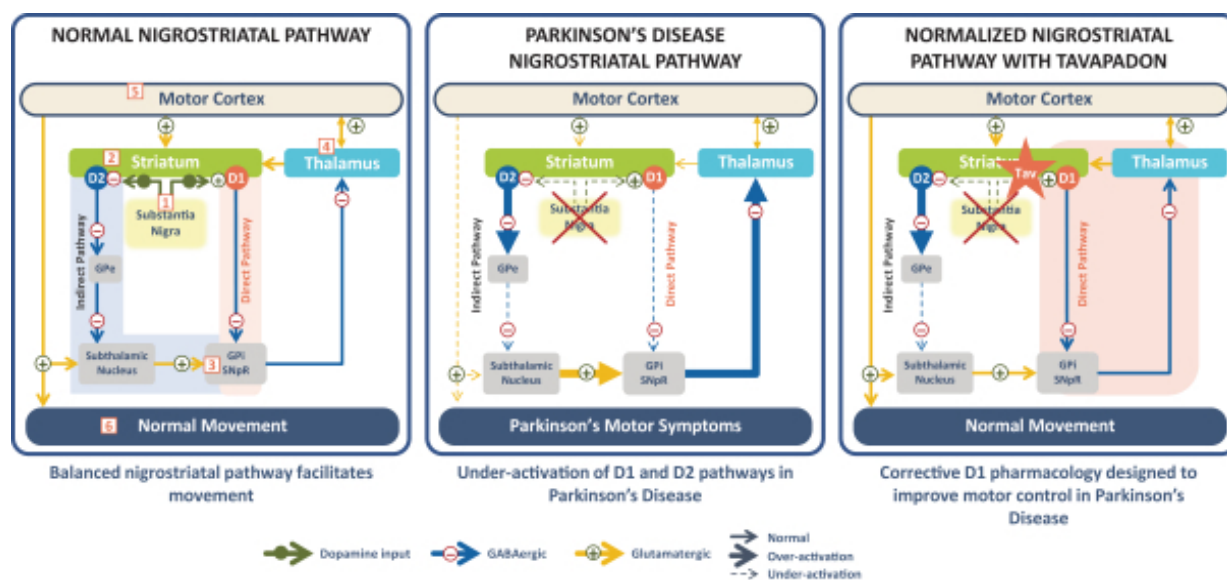 NORMAL NIGROSTRIATAL PATHWAY
5
Motor Cortex
2
Striatum
4
Thalamus
D2
D1
1
Substantia
Nigra
Indirect Pathway
Direct Pathway
GPe
Subthalamic
Nucleus
3
GPi
SNpR
6
Normal Movement
Balanced nigrostriatal pathway facilitates
movement
PARKINSON'S DISEASE
NIGROSTRIATAL PATHWAY
Motor Cortex
Striatum
Thalamus
D2
D1
Substantia
Nigra
Indirect Pathway
Direct Pathway
GPe
Subthalamic
Nucleus
GPi
SNpR
Parkinson's Motor Symptoms
Under-activation of D1 and D2 pathways in
Parkinson's Disease
NORMALIZED NIGROSTRIATAL
PATHWAY WITH TAVAPADON
Motor Cortex
Striatum
Thalamus
Tav
D2
D1
Substantia
Nigra
Indirect Pathway
Direct Pathway
GPe
Subthalamic
Nucleus
GPi
SNpR
Normal Movement
Corrective D1 pharmacology designed to
improve motor control in Parkinson's
Disease
Dopamine input
GABAergic
Glutamatergic
Normal
Over-activation
Under-activation